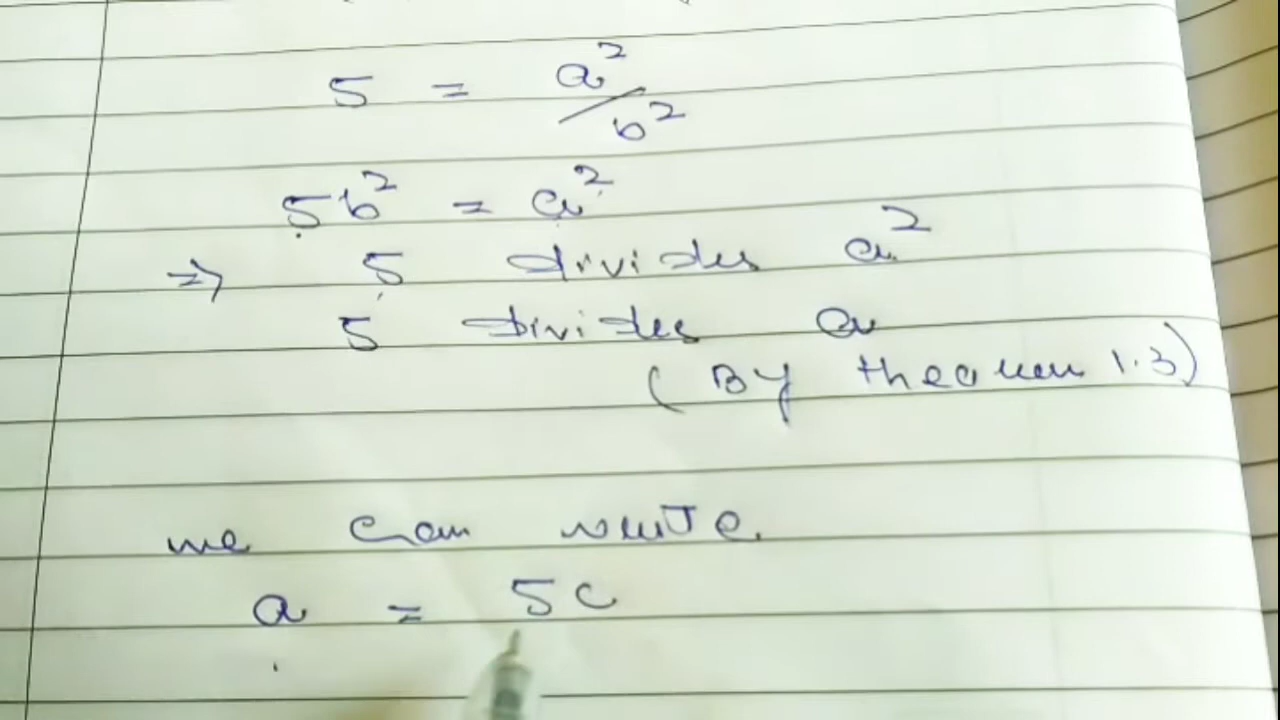 5 = a²/b²
5b² = a²
⇒ 5 divides a²
5 divides a
(By theorem 1.3)
we can write
a = 5c